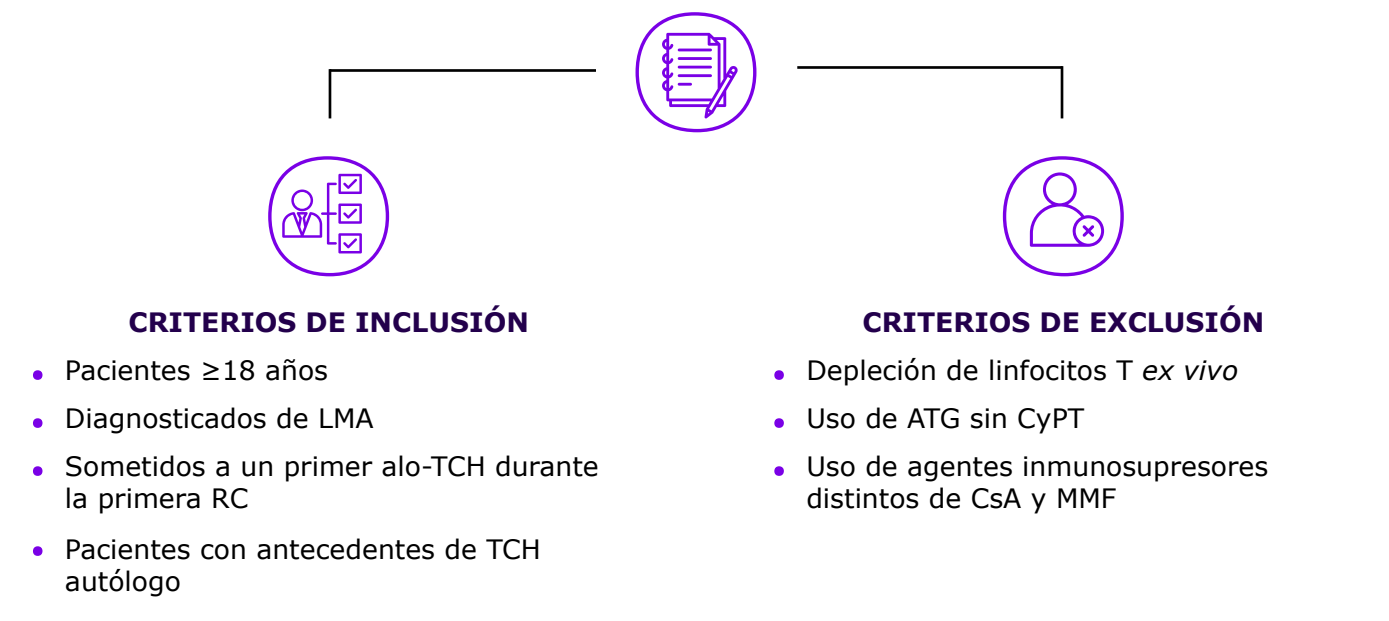 CRITERIOS DE INCLUSIÓN
• Pacientes ≥18 años
• Diagnosticados de LMA
• Sometidos a un primer alo-TCH durante
la primera RC
• Pacientes con antecedentes de TCH
autólogo
CRITERIOS DE EXCLUSIÓN
• Depleción de linfocitos T ex vivo
• Uso de ATG sin CyPT
• Uso de agentes inmunosupresores
distintos de CsA y MMF